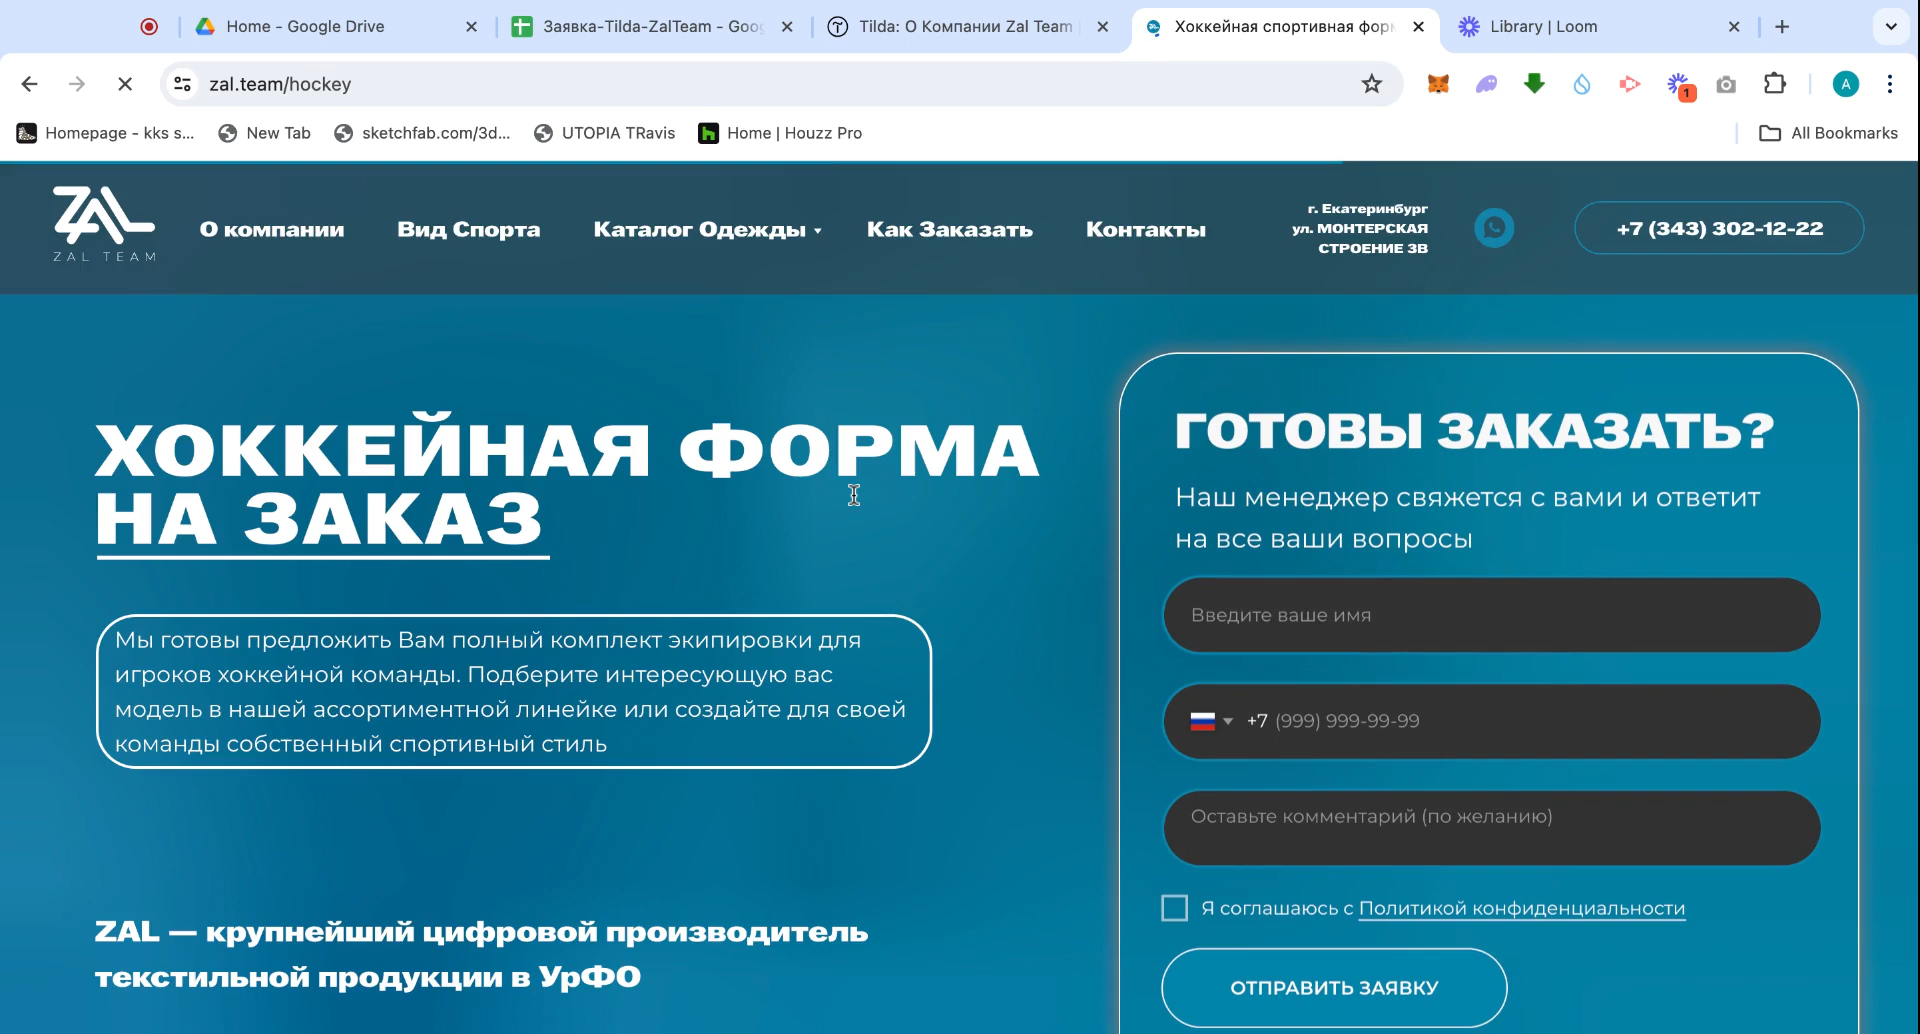 Home - Google Drive
Заявка-Tilda-ZalTeam - Goo
Tilda: О Компании Zal Team
Хоккейная спортивная фор
Library | Loom
zal.team/hockey
1
A
Homepage - kks s...
New Tab
sketchfab.com/3d...
UTOPIA TRavis
Home | Houzz Pro
All Bookmarks
ZAL
ZAL TEAM
О компании
Вид Спорта
Каталог Одежды
Как Заказать
Контакты
г. Екатеринбург
ул. МОНТЕРСКАЯ
СТРОЕНИЕ 3В
+7 (343) 302-12-22
ХОККЕЙНАЯ ФОРМА
НА ЗАКАЗ
Мы готовы предложить Вам полный комплект экипировки для
игроков хоккейной команды. Подберите интересующую вас
модель в нашей ассортиментной линейке или создайте для своей
команды собственный спортивный стиль
ZAL — крупнейший цифровой производитель
текстильной продукции в УрФО
ГОТОВЫ ЗАКАЗАТЬ?
Наш менеджер свяжется с вами и ответит
на все ваши вопросы
Введите ваше имя
+7 (999) 999-99-99
Оставьте комментарий (по желанию)
Я соглашаюсь с Политикой конфиденциальности
ОТПРАВИТЬ ЗАЯВКУ